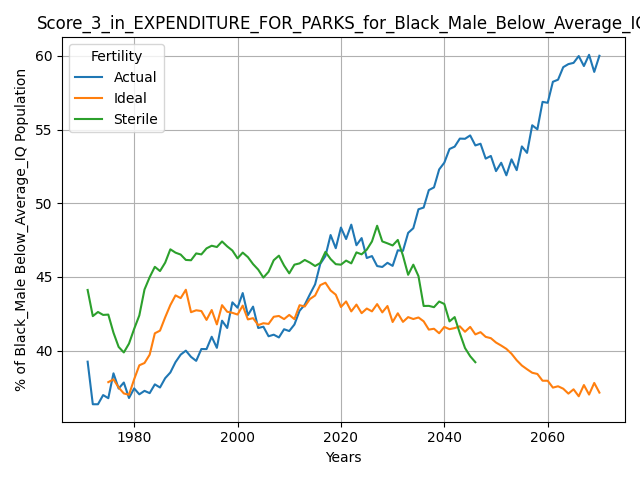 Score_3_in_EXPENDITURE_FOR_PARKS_for_Black_Male_Below_Average_IQ
Fertility
Actual
Ideal
Sterile
% of Black_Male Below_Average_IQ Population
60
55
50
45
40
1980
2000
2020
2040
2060
Years